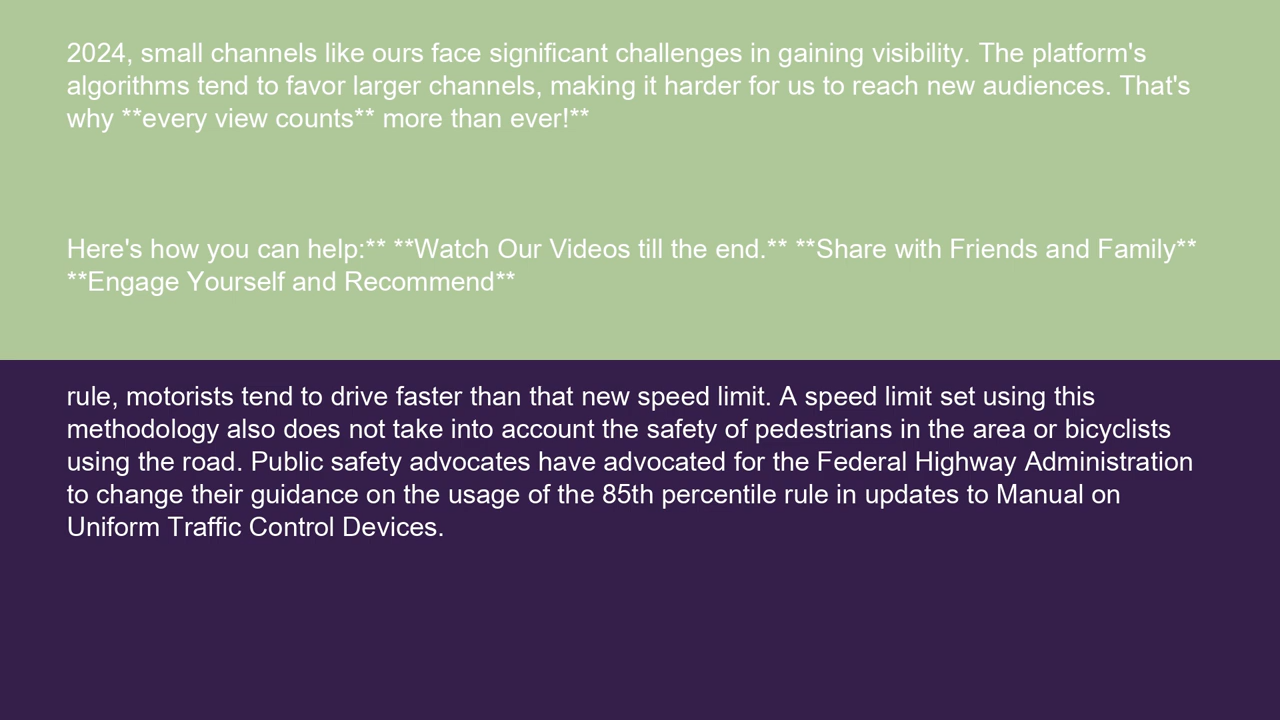 2024, small channels like ours face significant challenges in gaining visibility. The platform's
algorithms tend to favor larger channels, making it harder for us to reach new audiences. That's
why **every view counts** more than ever!**
Here's how you can help:** **Watch Our Videos till the end.** **Share with Friends and Family**
**Engage Yourself and Recommend**
rule, motorists tend to drive faster than that new speed limit. A speed limit set using this
methodology also does not take into account the safety of pedestrians in the area or bicyclists
using the road. Public safety advocates have advocated for the Federal Highway Administration
to change their guidance on the usage of the 85th percentile rule in updates to Manual on
Uniform Traffic Control Devices.